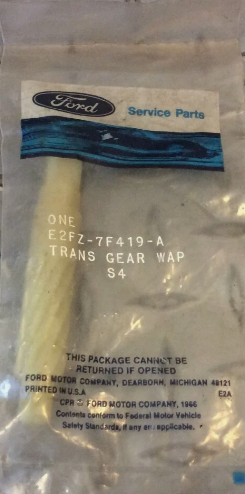 Ford Service Parts
ONE
E2FZ-7F419-A
TRANS GEAR WAP
S4
THIS PACKAGE CANNOT BE
RETURNED IF OPENED
FORD MOTOR COMPANY, DEARBORN, MICHIGAN 48121
PRINTED IN U.S.A E2A
CPR FORD MOTOR COMPANY, 1966
Contents conform to Federal Motor Vehicle
Safety Standards, if any are applicable.